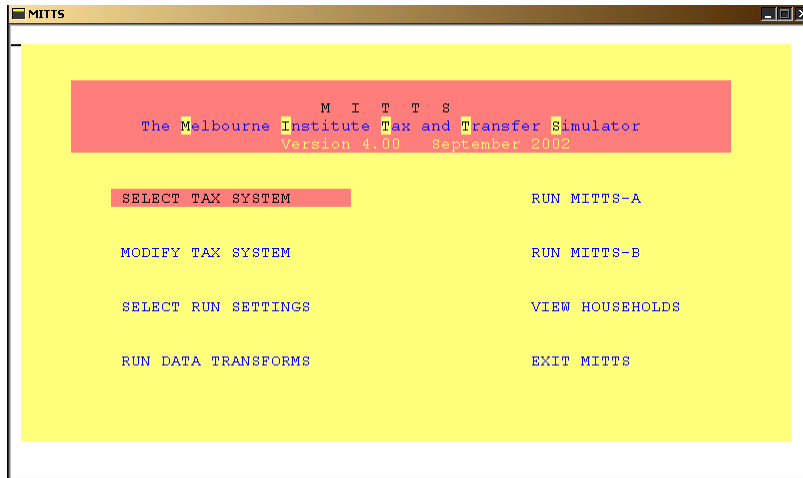 MITTS
M I T T S
The Melbourne Institute Tax and Transfer Simulator
Version 4.00 September 2002
SELECT TAX SYSTEM
RUN MITTS-A
MODIFY TAX SYSTEM
RUN MITTS-B
SELECT RUN SETTINGS
VIEW HOUSEHOLDS
RUN DATA TRANSFORMS
EXIT MITTS